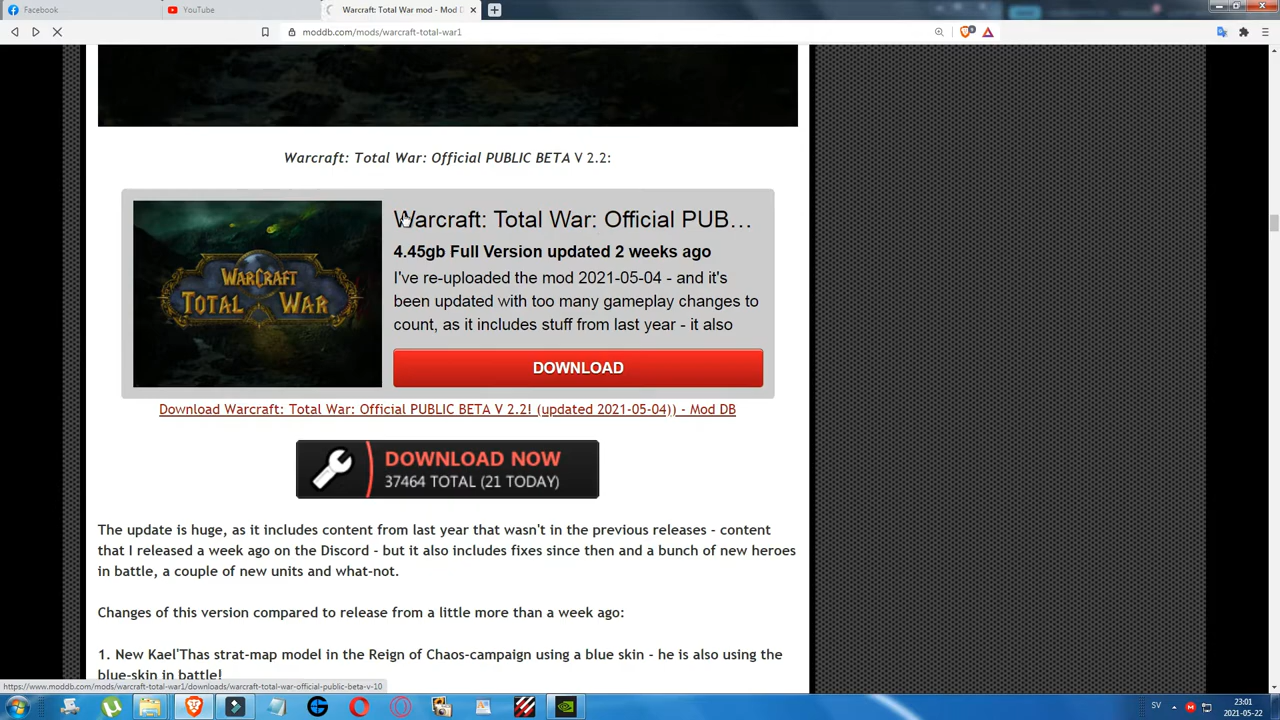 Facebook
YouTube
Warcraft: Total War mod - Mod D
moddb.com/mods/warcraft-total-war1
Warcraft: Total War: Official PUBLIC BETA V 2.2:
WARCRAFT
TOTAL WAR
Warcraft: Total War: Official PUB...
4.45gb Full Version updated 2 weeks ago
I've re-uploaded the mod 2021-05-04 - and it's
been updated with too many gameplay changes to
count, as it includes stuff from last year - it also
DOWNLOAD
Download Warcraft: Total War: Official PUBLIC BETA V 2.2! (updated 2021-05-04)) - Mod DB
DOWNLOAD NOW
37464 TOTAL (21 TODAY)
The update is huge, as it includes content from last year that wasn't in the previous releases - content
that I released a week ago on the Discord - but it also includes fixes since then and a bunch of new heroes
in battle, a couple of new units and what-not.
Changes of this version compared to release from a little more than a week ago:
1. New Kael'Thas strat-map model in the Reign of Chaos-campaign using a blue skin - he is also using the
blue-skin in battle!
https://www.moddb.com/mods/warcraft-total-war1/downloads/warcraft-total-war-official-public-beta-v-10
SV
23:01
2021-05-22